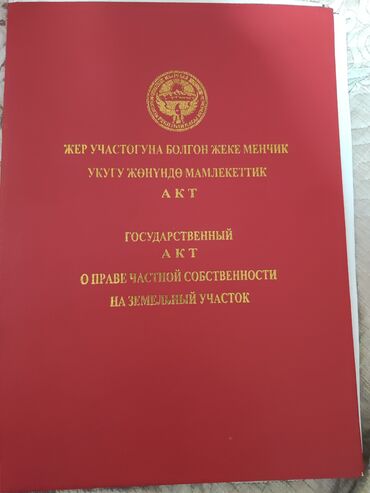 ЖЕР УЧАСТОГУНА БОЛГОН ЖЕКЕ МЕНЧИК
УКУГУ ЖӨНҮНДӨ МАМЛЕКЕТТИК
АКТ
ГОСУДАРСТВЕННЫЙ
АКТ
О ПРАВЕ ЧАСТНОЙ СОБСТВЕННОСТИ
НА ЗЕМЕЛЬНЫЙ УЧАСТОК